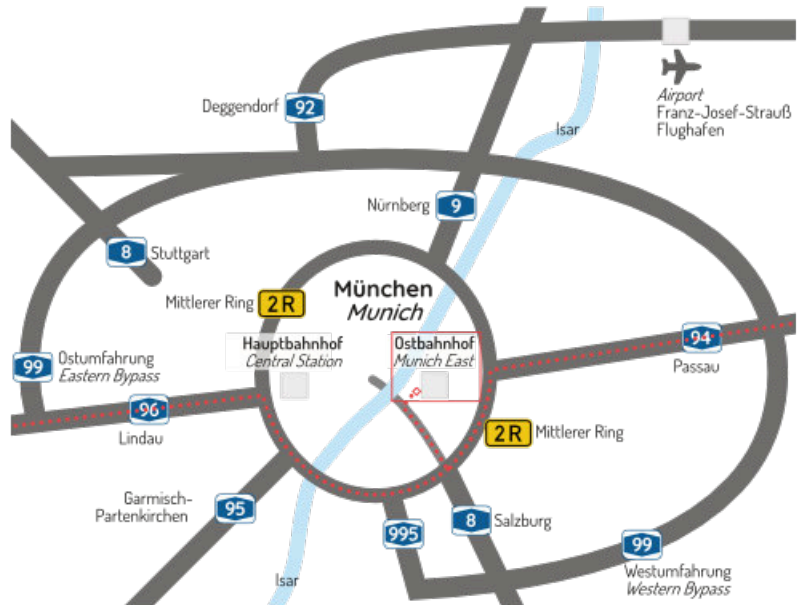 Deggendorf
92
Airport
Franz-Josef-Strauß
Flughafen
Isar
Nürnberg
9
8
Stuttgart
Mittlerer Ring
2R
München
Munich
Hauptbahnhof
Central Station
Ostbahnhof
Munich East
94
Passau
99
Ostumfahrung
Eastern Bypass
96
Lindau
2R
Mittlerer Ring
Garmisch-
Partenkirchen
95
995
8
Salzburg
99
Westumfahrung
Western Bypass
Isar